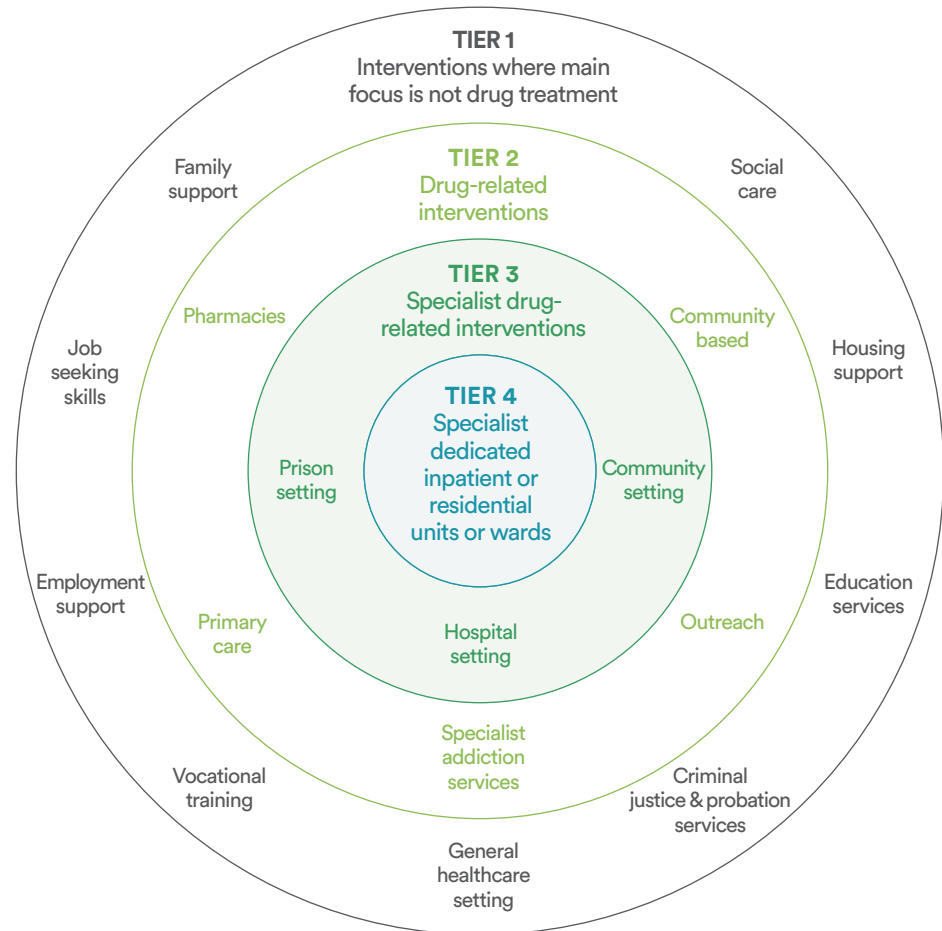 TIER 1
Interventions where main
focus is not drug treatment
Family
support
TIER 2
Drug-related
interventions
Social
care
TIER 3
Specialist drug-
related interventions
Pharmacies
Community
based
Job
seeking
skills
Housing
support
TIER 4
Specialist
dedicated
inpatient or
residential
units or wards
Prison
setting
Community
setting
Employment
support
Education
services
Primary
care
Outreach
Hospital
setting
Specialist
addiction
services
Vocational
training
Criminal
justice & probation
services
General
healthcare
setting